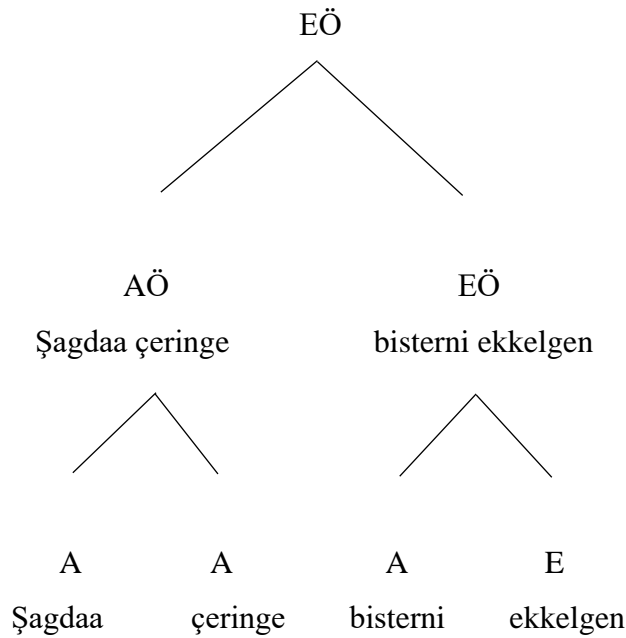 EÖ
AÖ EÖ
Şagdaa çeringe bisterni ekkelgen
A A A E
Şagdaa çeringe bisterni ekkelgen